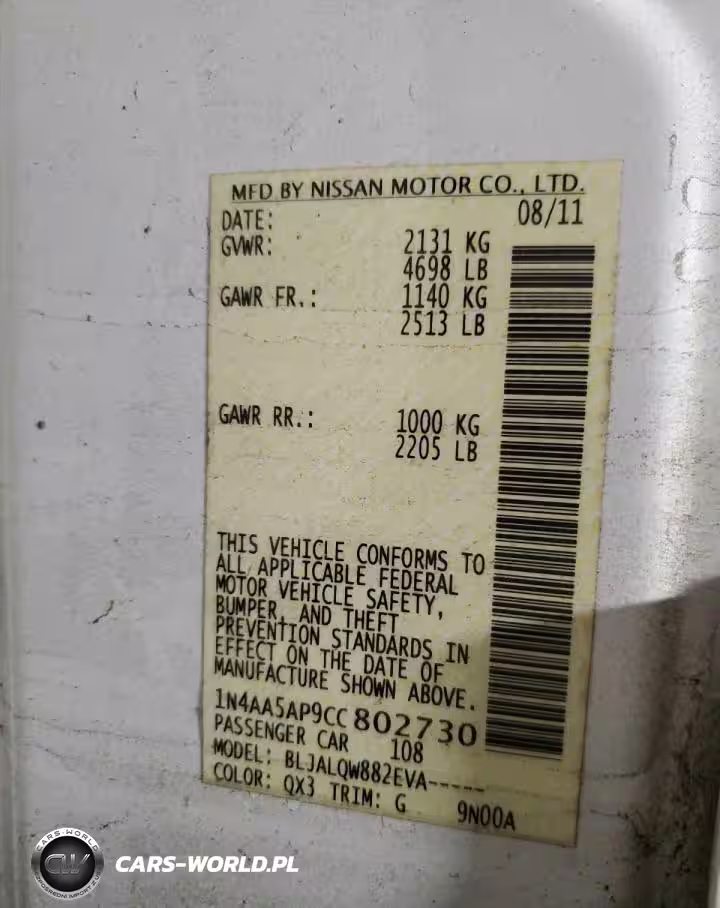 MFD BY NISSAN MOTOR CO., LTD.
DATE: 08/11
GVWR: 2131 KG
4698 LB
GAWR FR.: 1140 KG
2513 LB
GAWR RR.: 1000 KG
2205 LB
THIS VEHICLE CONFORMS TO
ALL APPLICABLE FEDERAL
MOTOR VEHICLE SAFETY,
BUMPER, AND THEFT
PREVENTION STANDARDS IN
EFFECT ON THE DATE OF
MANUFACTURE SHOWN ABOVE.
1N4AA5AP9CC802730
PASSENGER CAR 108
MODEL: BLJALQW882EVA-----
COLOR: QX3 TRIM: G 9N00A
CARS-WORLD
CW
CARS-WORLD.PL